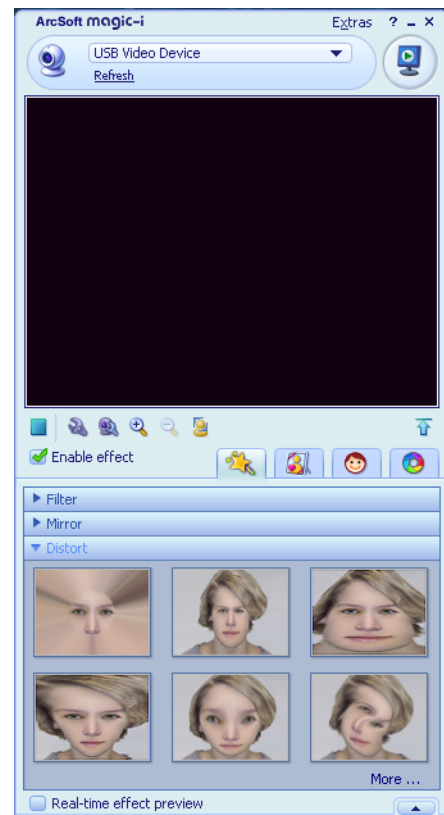 ArcSoft magic-i Extras ? - ×
USB Video Device
Refresh
Enable effect
Filter
Mirror
Distort
More ...
Real-time effect preview